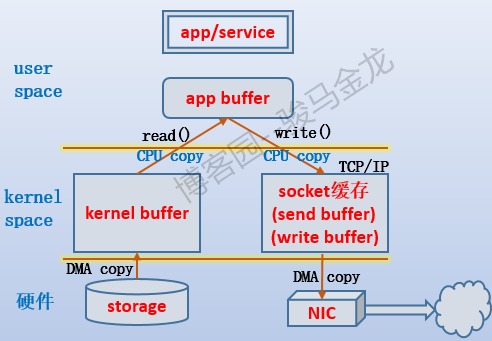 app/service
user
space
app buffer
read()
write()
CPU copy
CPU copy
TCP/IP
kernel
space
kernel buffer
socket缓存
(send buffer)
(write buffer)
DMA copy
DMA copy
硬件
storage
NIC
博客园--骏马金龙